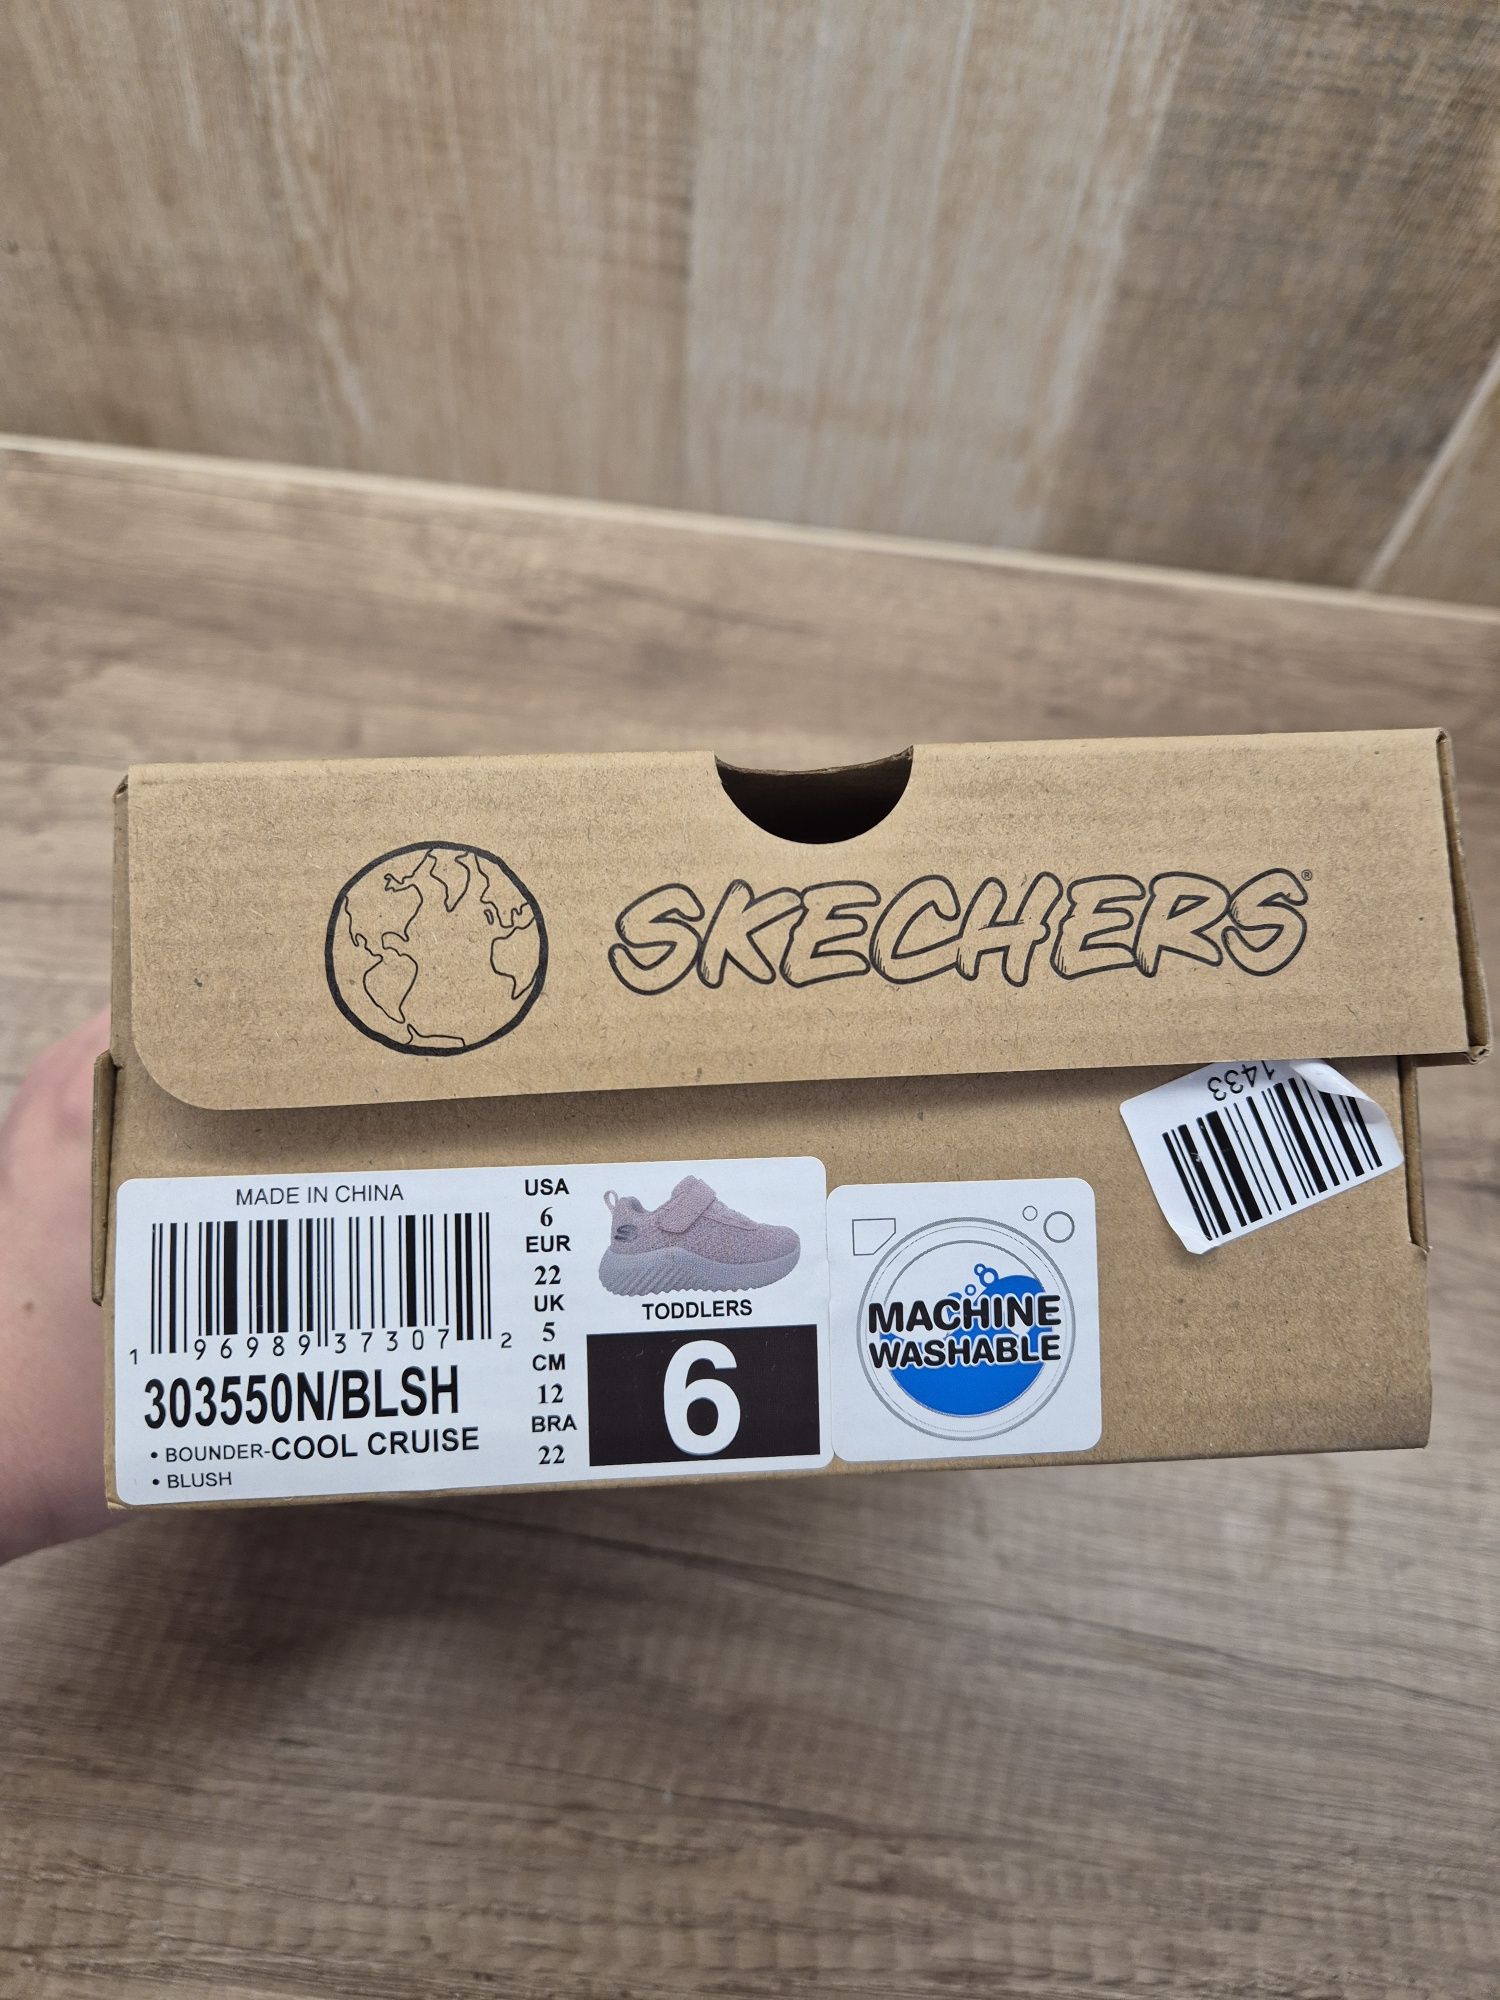 SKECHERS®
1433
MADE IN CHINA
1 96989 37307 2
303550N/BLSH
• BOUNDER-COOL CRUISE
• BLUSH
USA
6
EUR
22
UK
5
CM
12
BRA
22
S
TODDLERS
6
MACHINE
WASHABLE